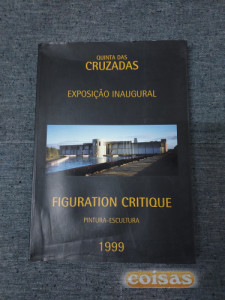 QUINTA DAS
CRUZADAS
EXPOSIÇÃO INAUGURAL
FIGURATION CRITIQUE
PINTURA-ESCULTURA
1999
coisas